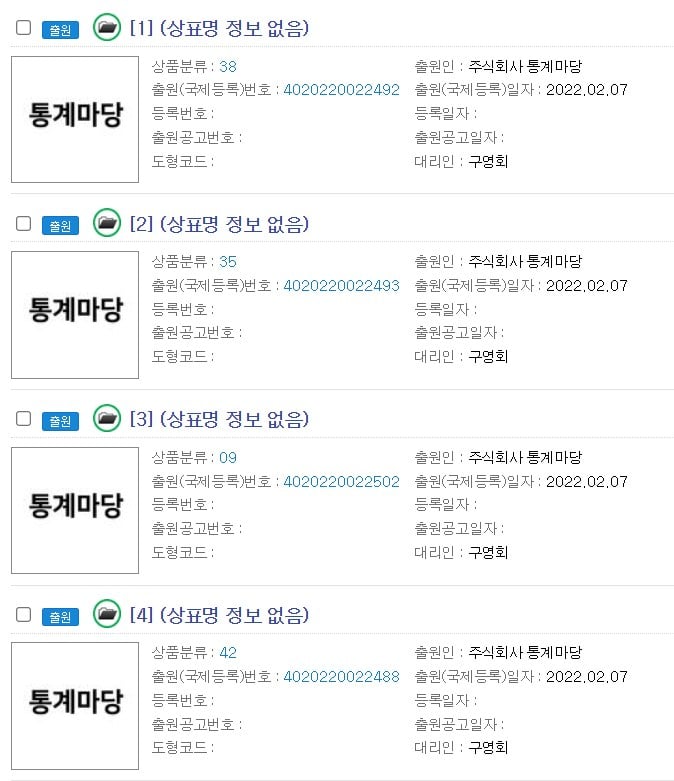 출원 [1] (상표명 정보 없음)
통계마당
상품분류 : 38 출원인 : 주식회사 통계마당
출원(국제등록)번호 : 4020220022492 출원(국제등록)일자 : 2022.02.07
등록번호 : 등록일자 :
출원공고번호 : 출원공고일자 :
도형코드 : 대리인 : 구영회
출원 [2] (상표명 정보 없음)
통계마당
상품분류 : 35 출원인 : 주식회사 통계마당
출원(국제등록)번호 : 4020220022493 출원(국제등록)일자 : 2022.02.07
등록번호 : 등록일자 :
출원공고번호 : 출원공고일자 :
도형코드 : 대리인 : 구영회
출원 [3] (상표명 정보 없음)
통계마당
상품분류 : 09 출원인 : 주식회사 통계마당
출원(국제등록)번호 : 4020220022502 출원(국제등록)일자 : 2022.02.07
등록번호 : 등록일자 :
출원공고번호 : 출원공고일자 :
도형코드 : 대리인 : 구영회
출원 [4] (상표명 정보 없음)
통계마당
상품분류 : 42 출원인 : 주식회사 통계마당
출원(국제등록)번호 : 4020220022488 출원(국제등록)일자 : 2022.02.07
등록번호 : 등록일자 :
출원공고번호 : 출원공고일자 :
도형코드 : 대리인 : 구영회